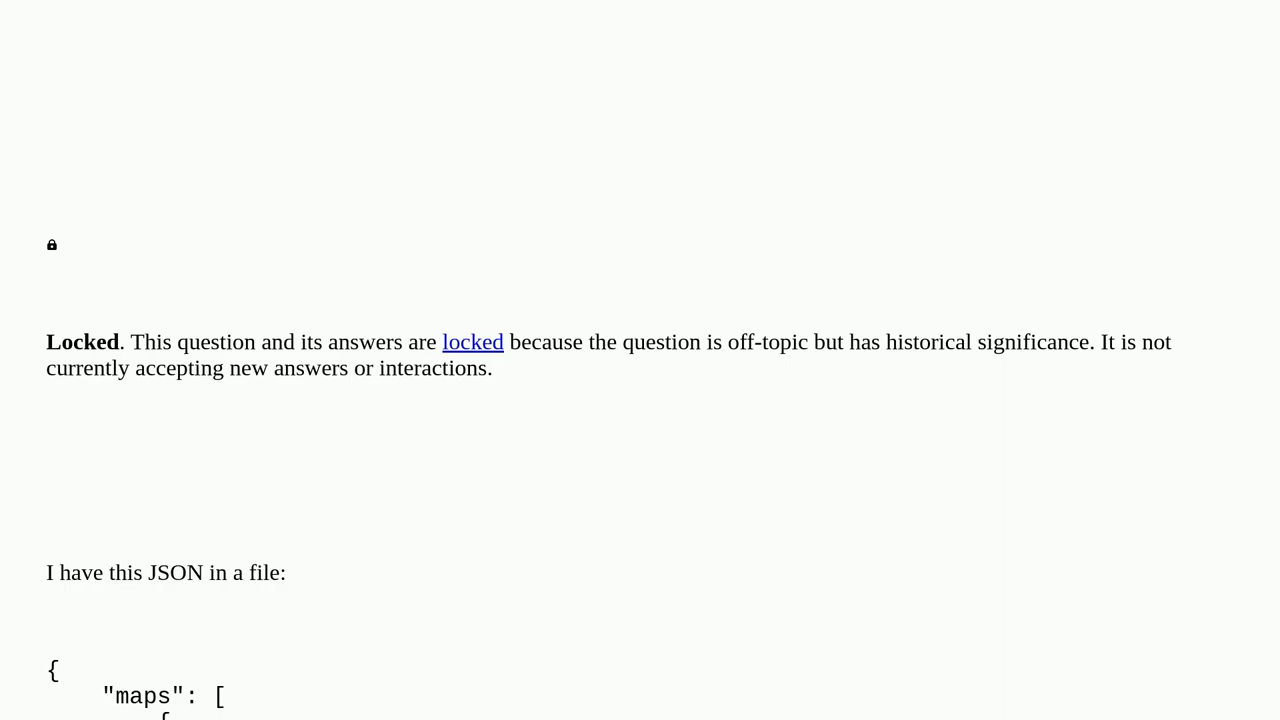 Locked. This question and its answers are locked because the question is off-topic but has historical significance. It is not
currently accepting new answers or interactions.
I have this JSON in a file:
{
    "maps": [
        {